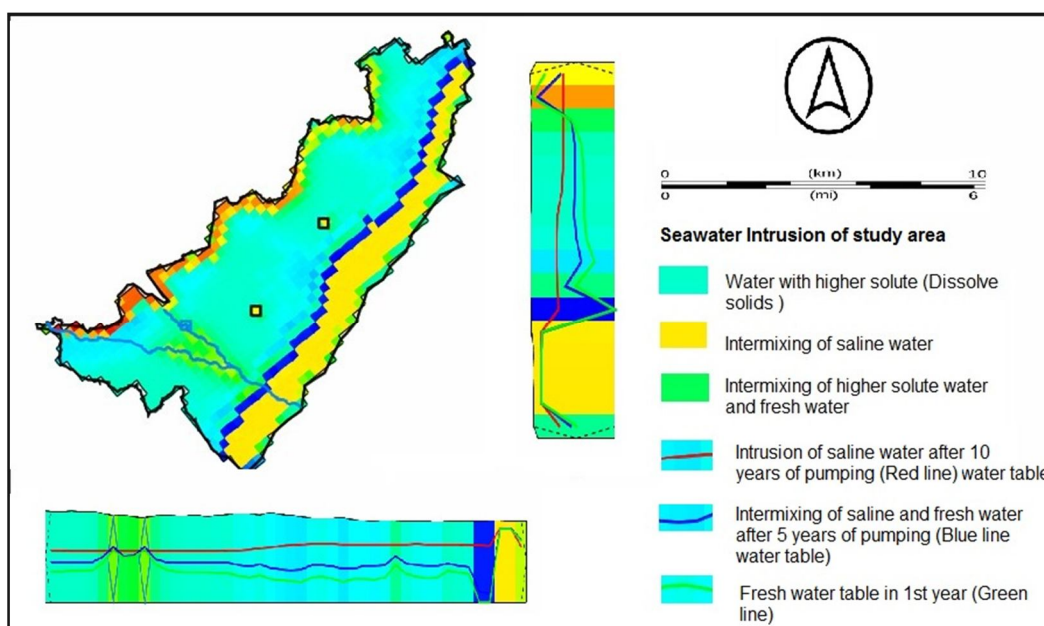 0 (km) 10
0 (mi) 6
Seawater Intrusion of study area
Water with higher solute (Dissolve
solids )
Intermixing of saline water
Intermixing of higher solute water
and fresh water
Intrusion of saline water after 10
years of pumping (Red line) water table
Intermixing of saline and fresh water
after 5 years of pumping (Blue line
water table)
Fresh water table in 1st year (Green
line)